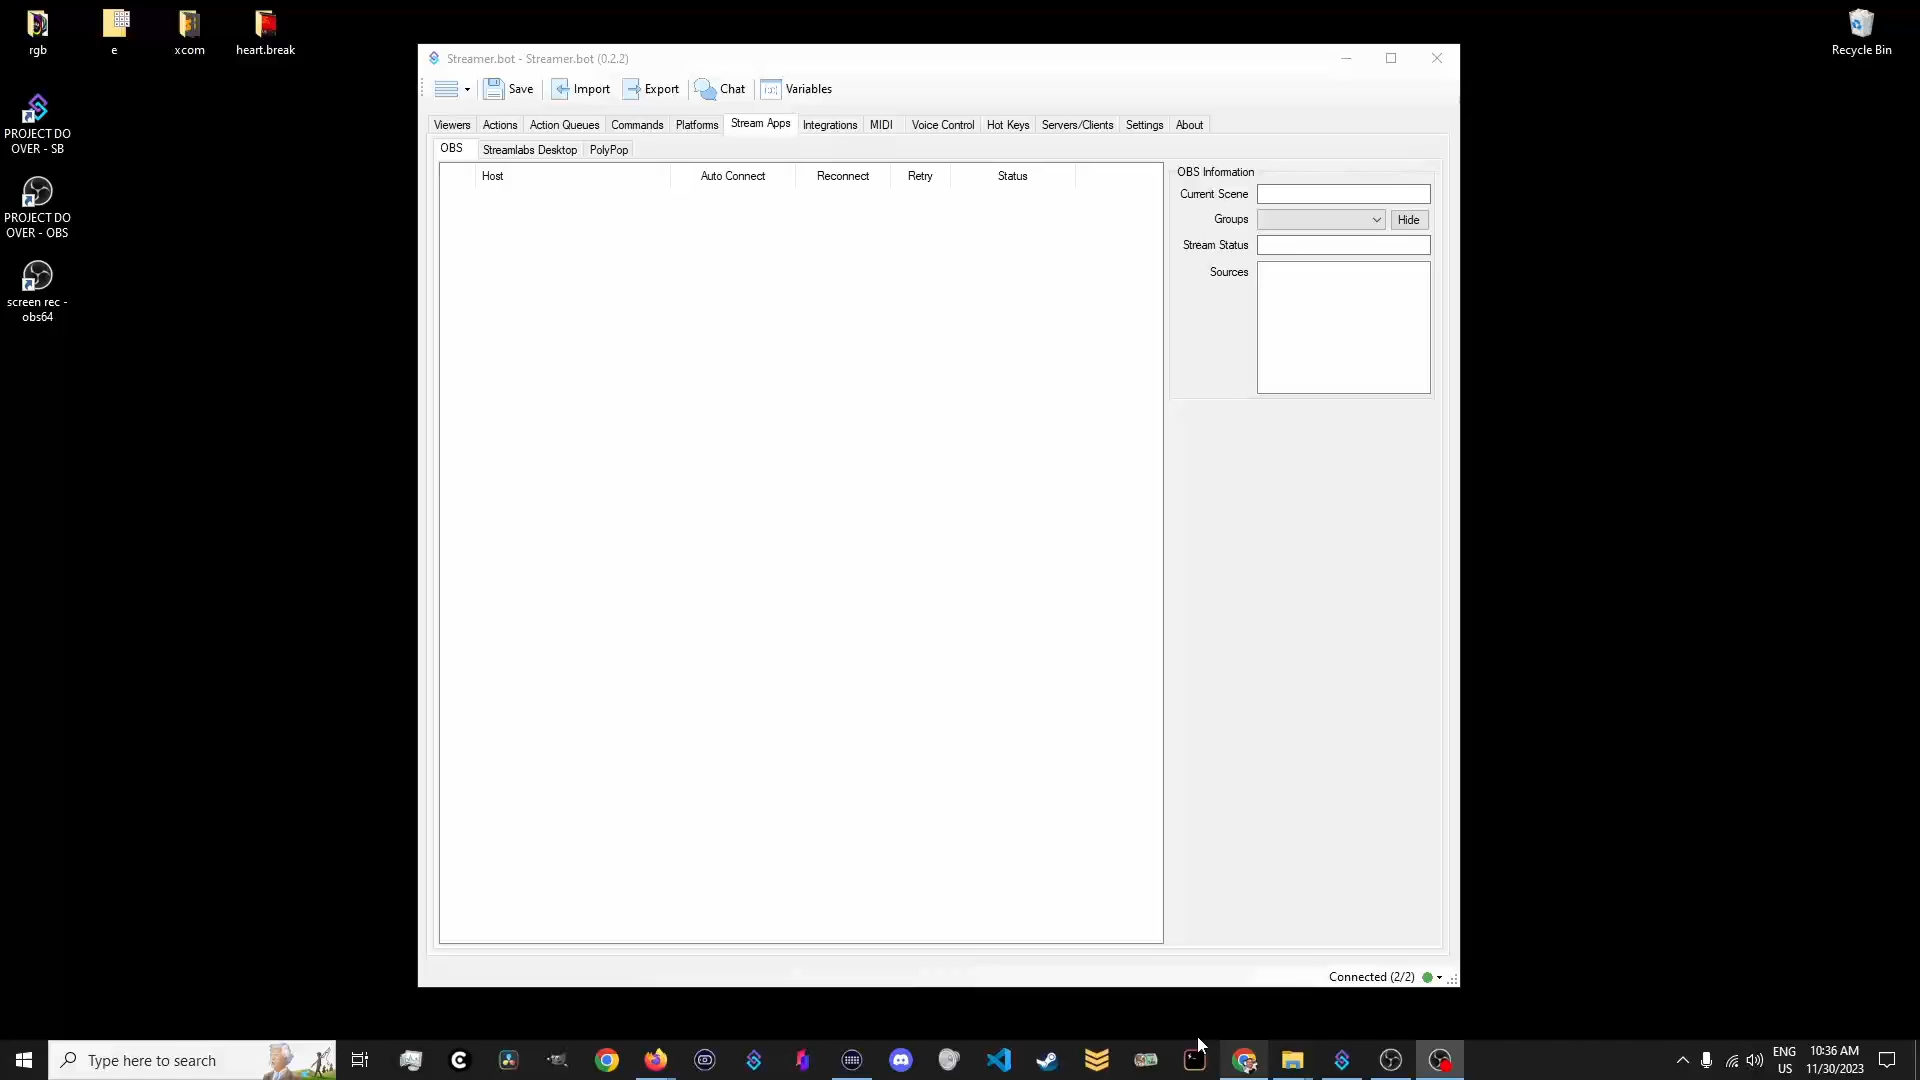 rgb
e
xcom
heart.break
Recycle Bin
PROJECT DO
OVER - SB
PROJECT DO
OVER - OBS
screen rec -
obs64
Streamer.bot - Streamer.bot (0.2.2)
Save
Import
Export
Chat
Variables
Viewers
Actions
Action Queues
Commands
Platforms
Stream Apps
Integrations
MIDI
Voice Control
Hot Keys
Servers/Clients
Settings
About
OBS
Streamlabs Desktop
PolyPop
Host
Auto Connect
Reconnect
Retry
Status
OBS Information
Current Scene
Groups
Hide
Stream Status
Sources
Connected (2/2)
Type here to search
ENG
US
10:36 AM
11/30/2023